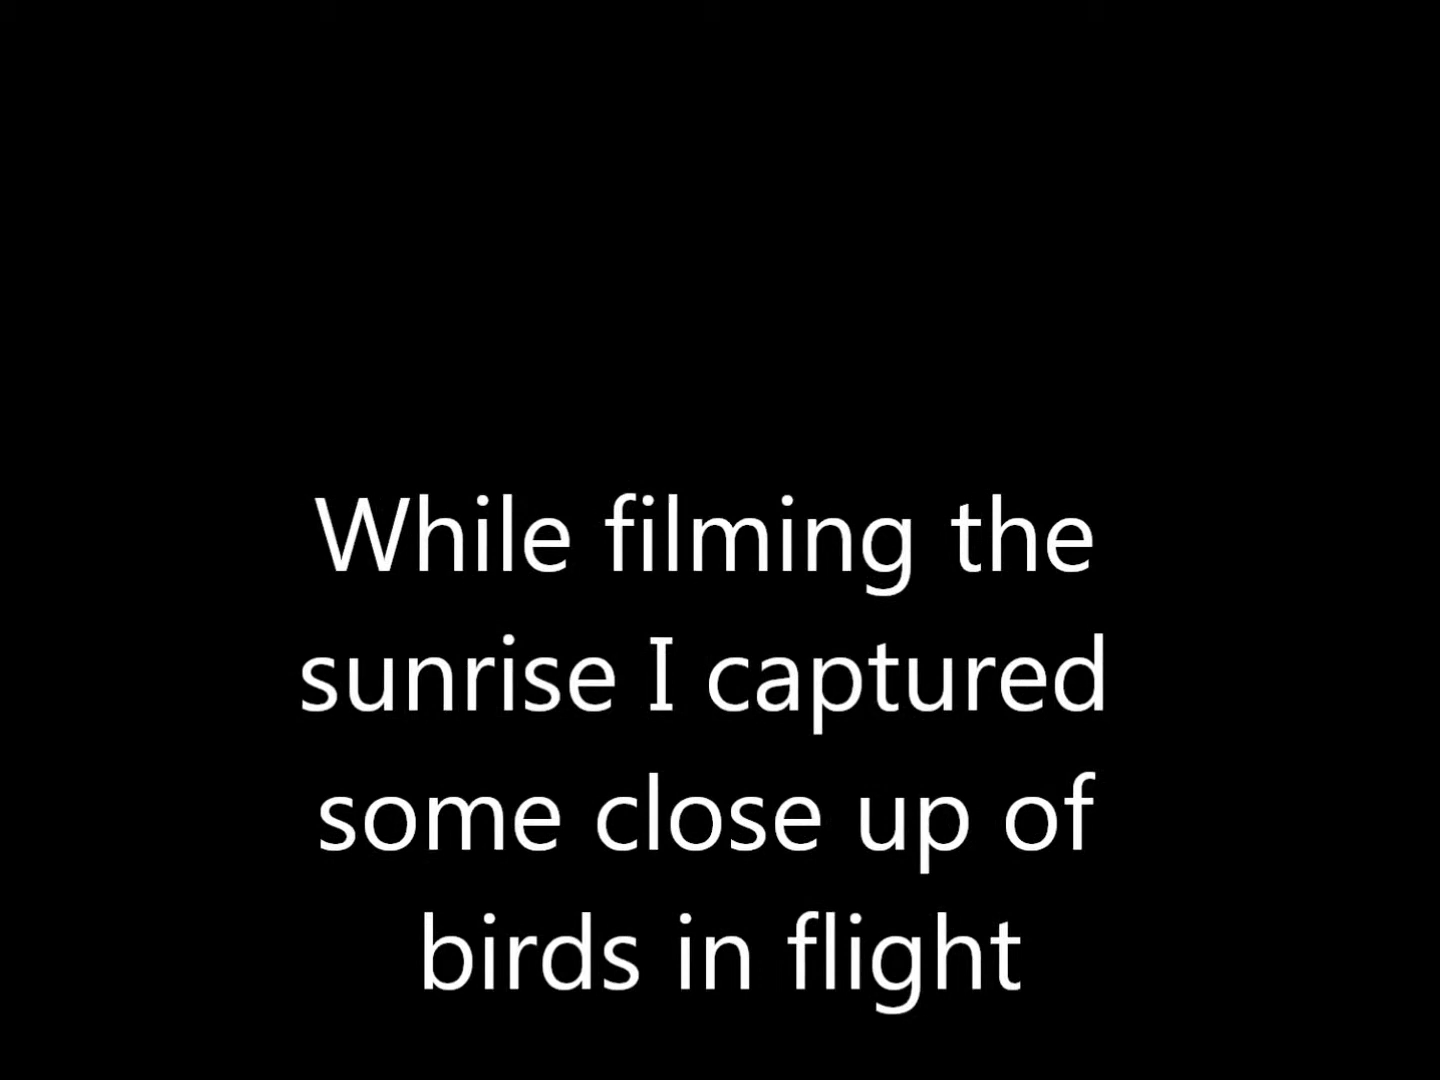 While filming the
sunrise I captured
some close up of
birds in flight